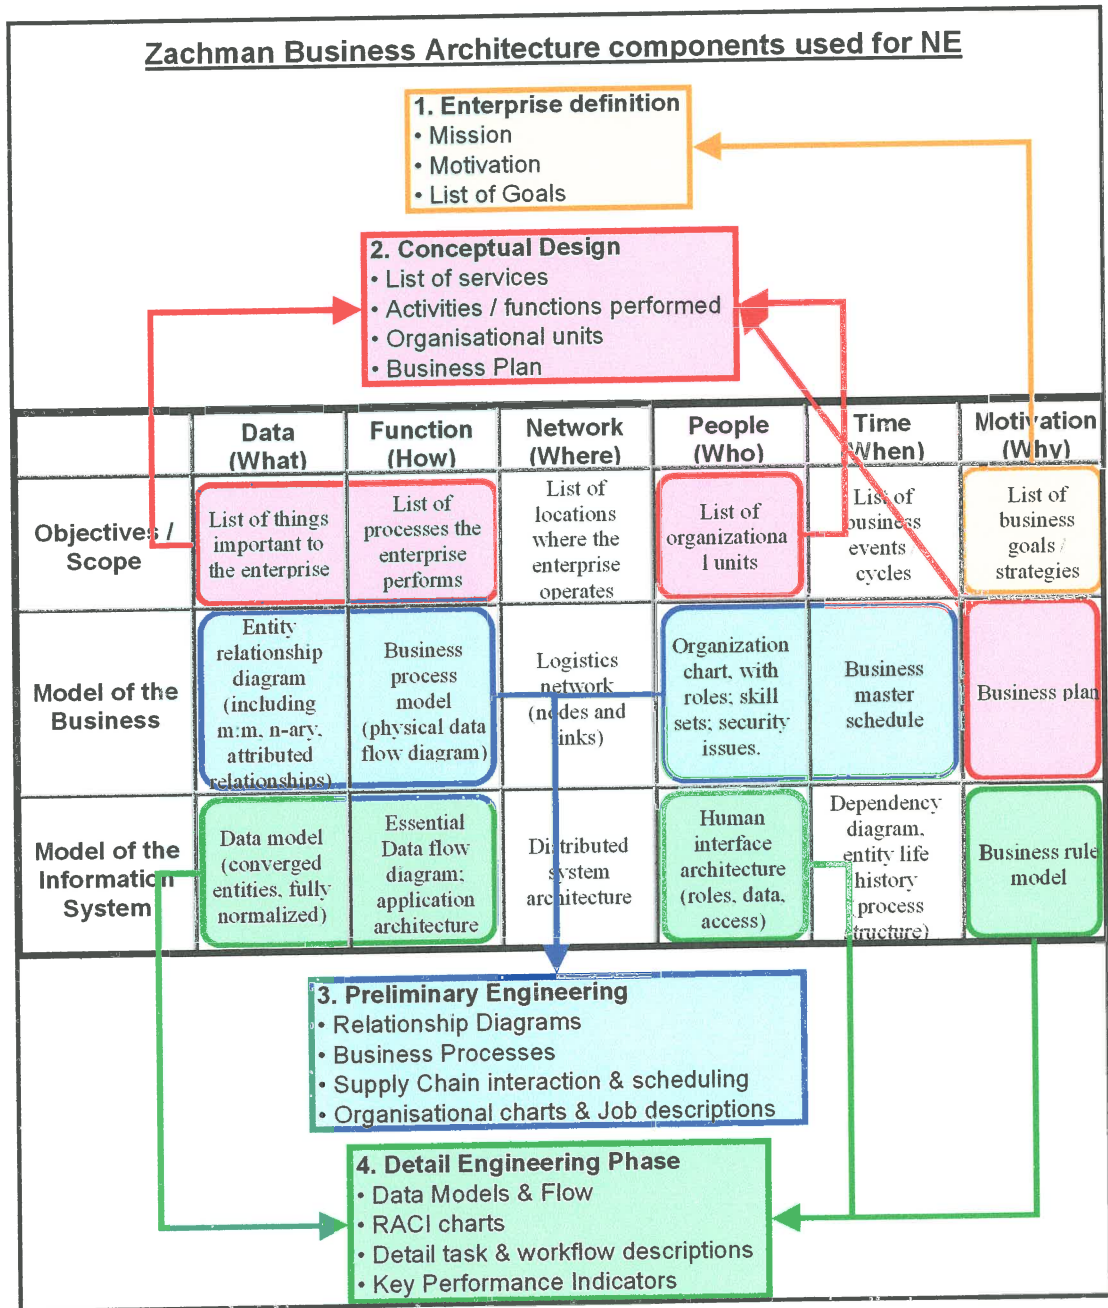 Zachman Business Architecture components used for NE
1. Enterprise definition
• Mission
• Motivation
• List of Goals
2. Conceptual Design
• List of services
• Activities / functions performed
• Organisational units
• Business Plan
Data
(What)
Function
(How)
Network
(Where)
People
(Who)
Time
(When)
Motivation
(Why)
Objectives /
Scope
List of things
important to
the enterprise
List of
processes the
enterprise
performs
List of
locations
where the
enterprise
operates
List of
organizationa
l units
List of
business
events /
cycles
List of
business
goals /
strategies
Model of the
Business
Entity
relationship
diagram
(including
m:m, n-ary,
attributed
relationships)
Business
process
model
(physical data
flow diagram)
Logistics
network
(nodes and
links)
Organization
chart, with
roles; skill
sets; security
issues.
Business
master
schedule
Business plan
Model of the
Information
System
Data model
(converged
entities, fully
normalized)
Essential
Data flow
diagram;
application
architecture
Distributed
system
architecture
Human
interface
architecture
(roles, data,
access)
Dependency
diagram,
entity life
history
(process
structure)
Business rule
model
3. Preliminary Engineering
• Relationship Diagrams
• Business Processes
• Supply Chain interaction & scheduling
• Organisational charts & Job descriptions
4. Detail Engineering Phase
• Data Models & Flow
• RACI charts
• Detail task & workflow descriptions
• Key Performance Indicators